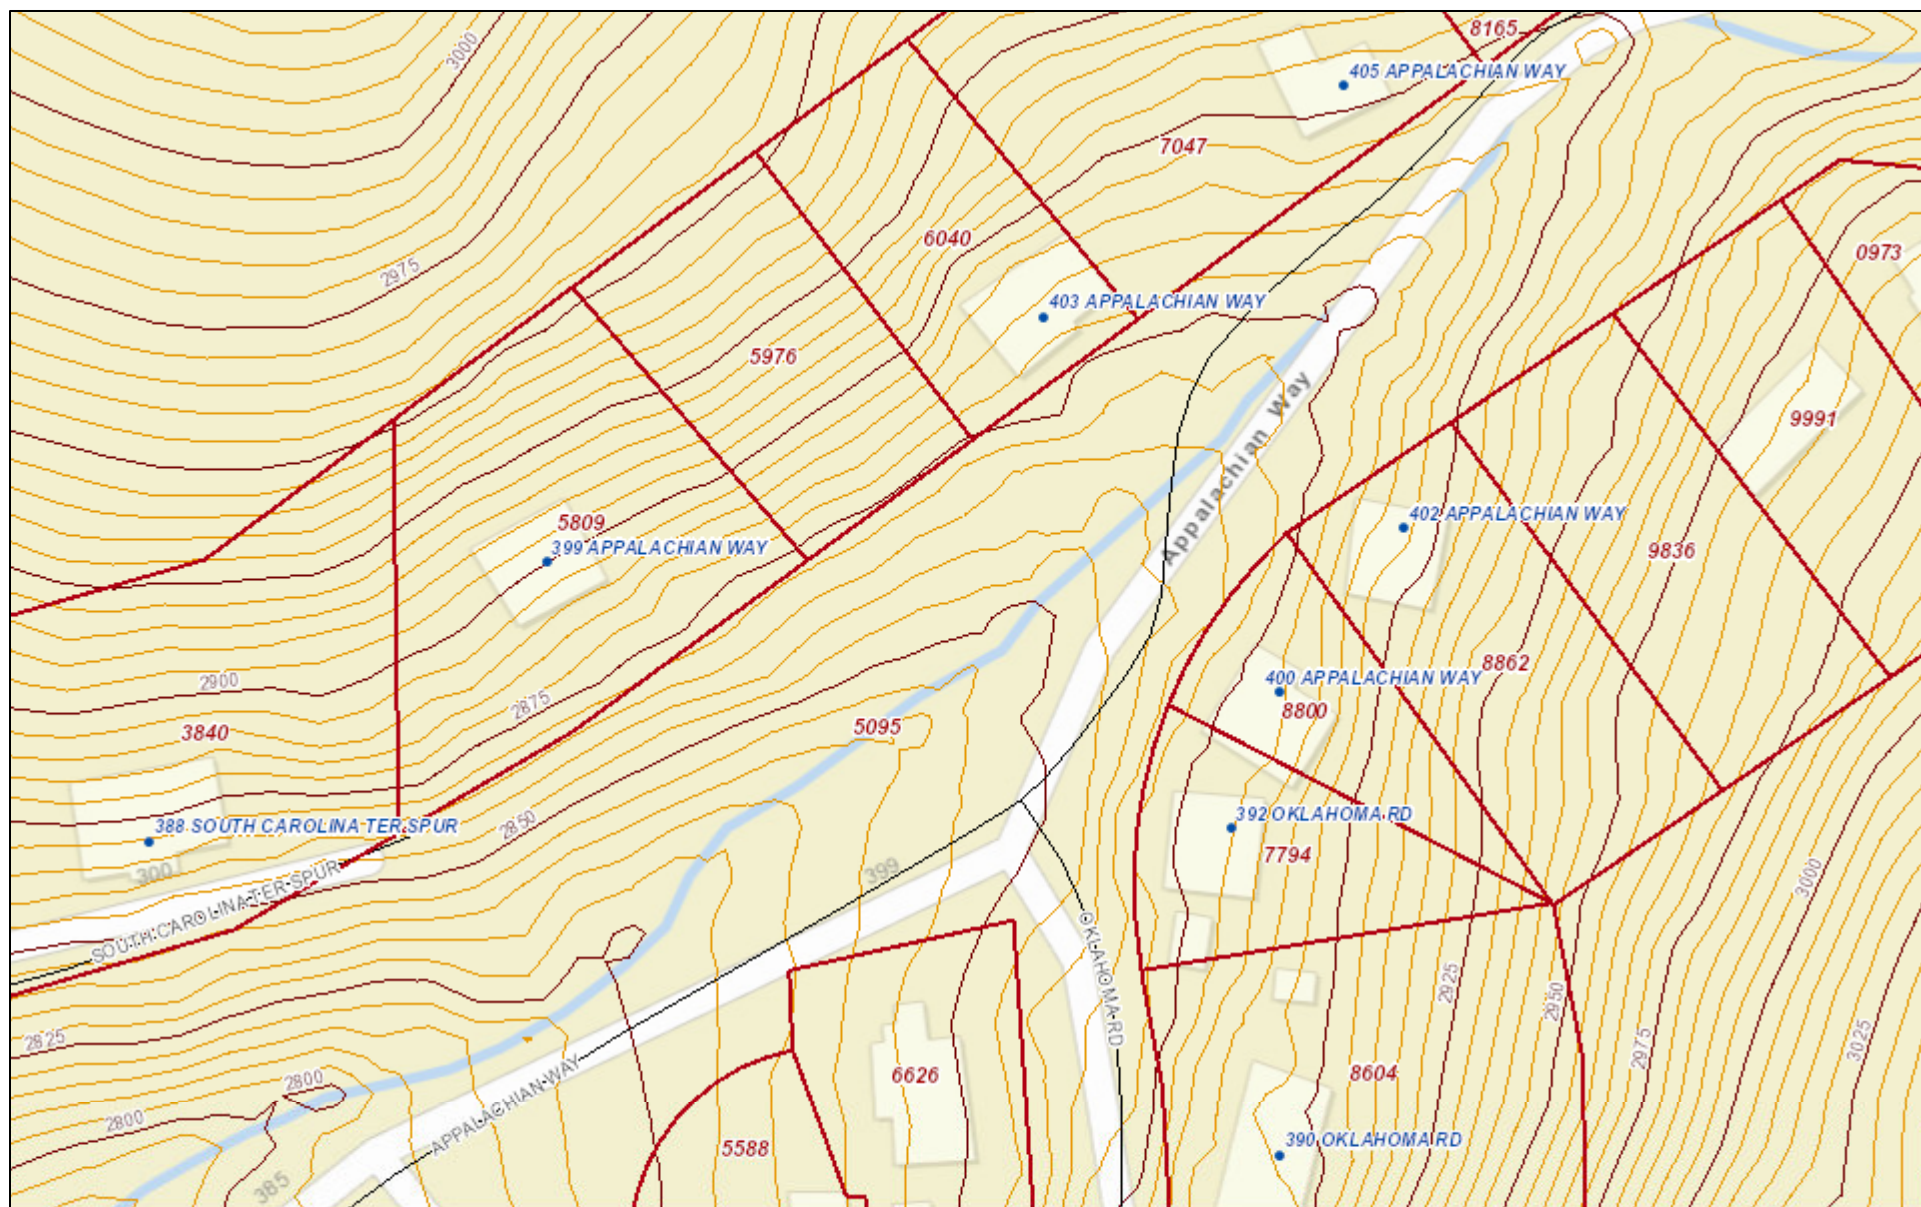 8165
3000
405 APPALACHIAN WAY
7047
6040
0973
2975
403 APPALACHIAN WAY
5976
Appalachian Way
9991
402 APPALACHIAN WAY
5809
399 APPALACHIAN WAY
9836
8862
2900
400 APPALACHIAN WAY
8800
2875
3840
5095
2850
388 SOUTH CAROLINA TER SPUR
392 OKLAHOMA RD
7794
300
399
3000
SOUTH CAROLINA TER SPUR
OKLAHOMA RD
2925
2950
2825
2975
3025
2800
APPALACHIAN WAY
6626
8604
2800
5588
390 OKLAHOMA RD
385